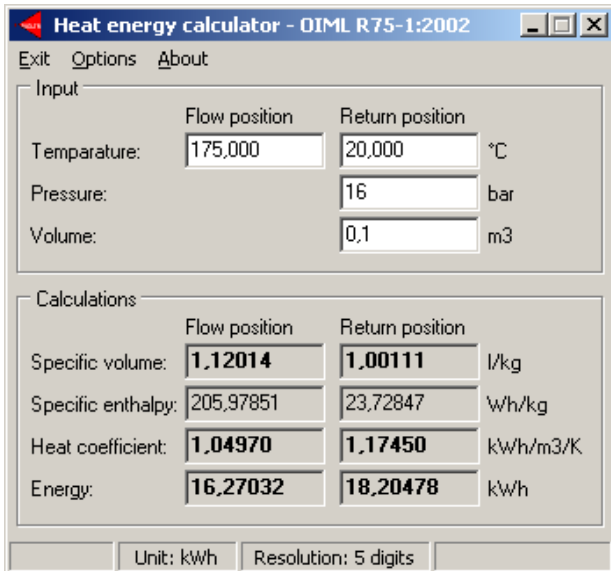 Heat energy calculator - OIML R75-1:2002
Exit Options About
Input
Flow position Return position
Temparature: 175,000 20,000 °C
Pressure: 16 bar
Volume: 0,1 m3
Calculations
Flow position Return position
Specific volume: 1,12014 1,00111 l/kg
Specific enthalpy: 205,97851 23,72847 Wh/kg
Heat coefficient: 1,04970 1,17450 kWh/m3/K
Energy: 16,27032 18,20478 kWh
Unit: kWh Resolution: 5 digits